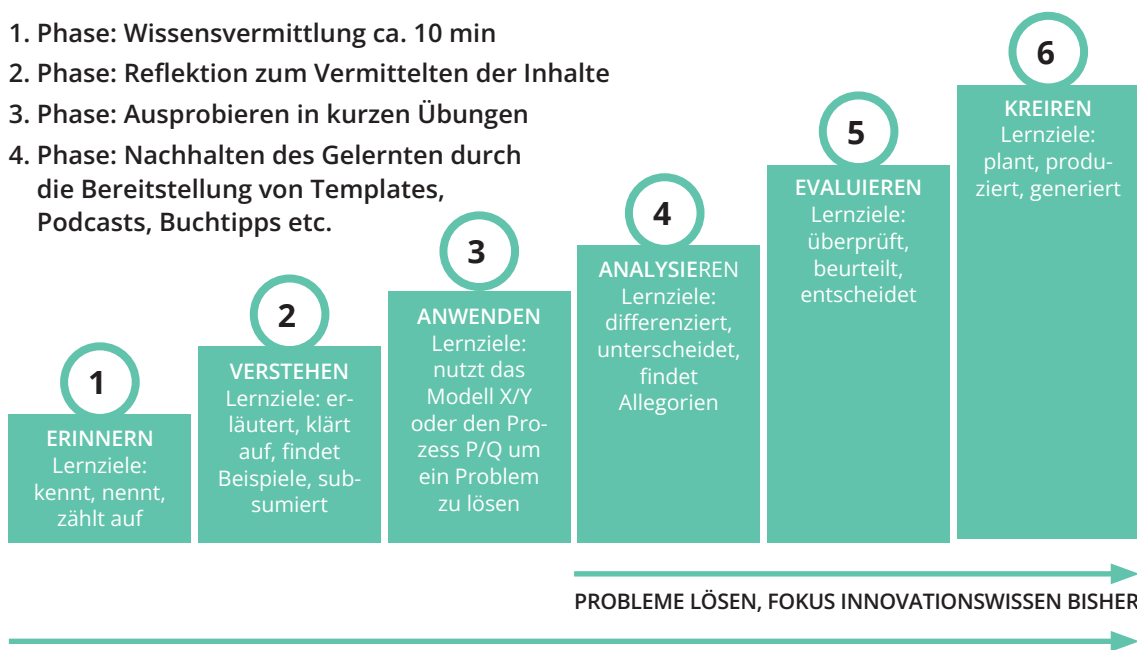 1. Phase: Wissensvermittlung ca. 10 min
2. Phase: Reflektion zum Vermittelten der Inhalte
3. Phase: Ausprobieren in kurzen Übungen
4. Phase: Nachhalten des Gelernten durch
die Bereitstellung von Templates,
Podcasts, Buchtipps etc.
1
ERINNERN
Lernziele:
kennt, nennt,
zählt auf
2
VERSTEHEN
Lernziele: er-
läutert, klärt
auf, findet
Beispiele, sub-
sumiert
3
ANWENDEN
Lernziele:
nutzt das
Modell X/Y
oder den Pro-
zess P/Q um
ein Problem
zu lösen
4
ANALYSIEREN
Lernziele:
differenziert,
unterscheidet,
findet
Allegorien
5
EVALUIEREN
Lernziele:
überprüft,
beurteilt,
entscheidet
6
KREIREN
Lernziele:
plant, produ-
ziert, generiert
PROBLEME LÖSEN, FOKUS INNOVATIONSWISSEN BISHER